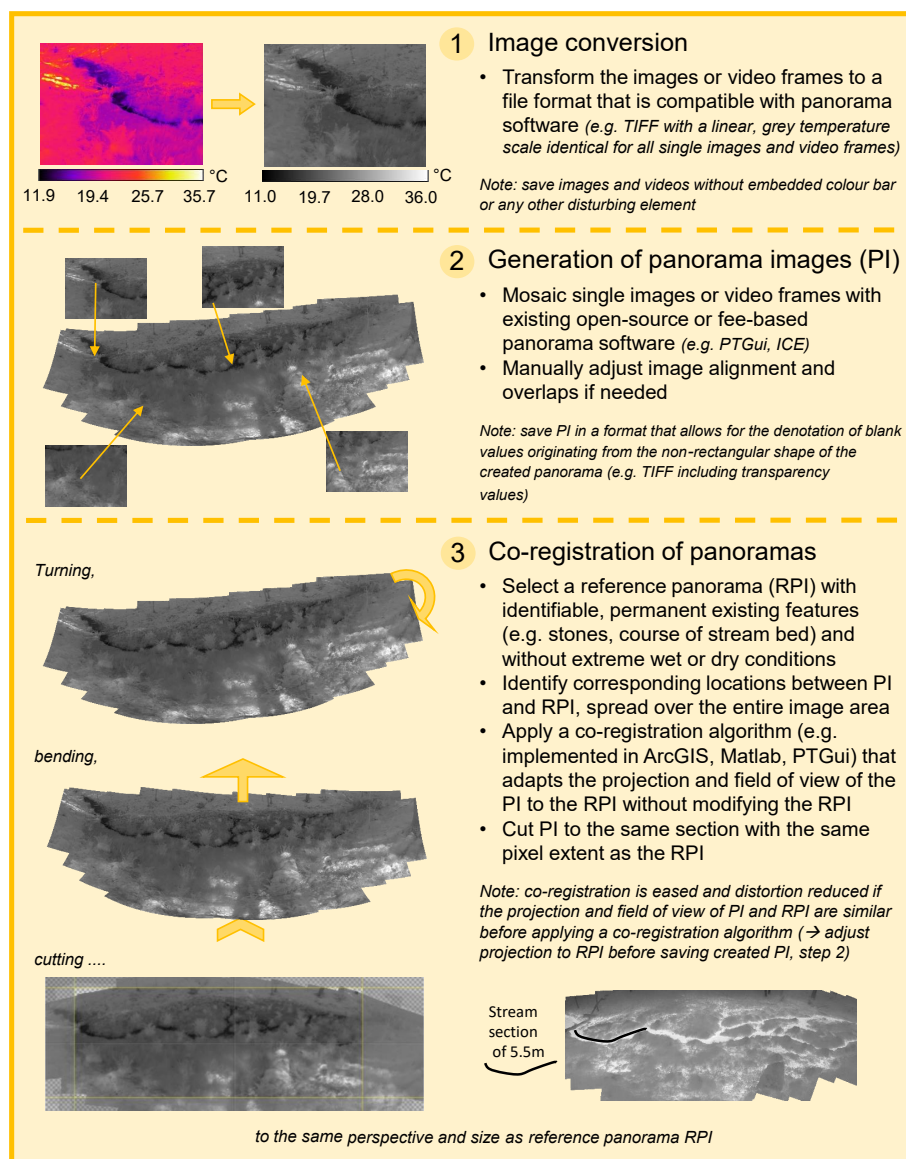 1 Image conversion
• Transform the images or video frames to a
file format that is compatible with panorama
software (e.g. TIFF with a linear, grey temperature
scale identical for all single images and video frames)
Note: save images and videos without embedded colour bar
or any other disturbing element
°C
11.9 19.4 25.7 35.7
°C
11.0 19.7 28.0 36.0
2 Generation of panorama images (PI)
• Mosaic single images or video frames with
existing open-source or fee-based
panorama software (e.g. PTGui, ICE)
• Manually adjust image alignment and
overlaps if needed
Note: save PI in a format that allows for the denotation of blank
values originating from the non-rectangular shape of the
created panorama (e.g. TIFF including transparency
values)
3 Co-registration of panoramas
• Select a reference panorama (RPI) with
identifiable, permanent existing features
(e.g. stones, course of stream bed) and
without extreme wet or dry conditions
• Identify corresponding locations between PI
and RPI, spread over the entire image area
• Apply a co-registration algorithm (e.g.
implemented in ArcGIS, Matlab, PTGui) that
adapts the projection and field of view of the
PI to the RPI without modifying the RPI
• Cut PI to the same section with the same
pixel extent as the RPI
Note: co-registration is eased and distortion reduced if
the projection and field of view of PI and RPI are similar
before applying a co-registration algorithm (→ adjust
projection to RPI before saving created PI, step 2)
Turning,
bending,
cutting ....
Stream
section
of 5.5m
to the same perspective and size as reference panorama RPI